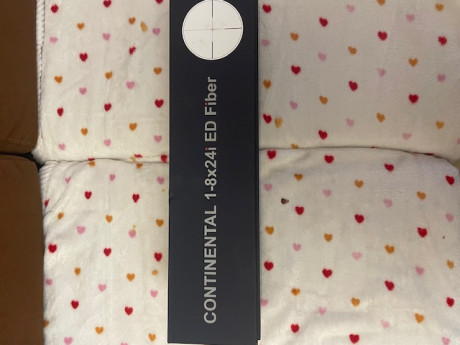 CONTINENTAL 1-8x24i ED Fiber